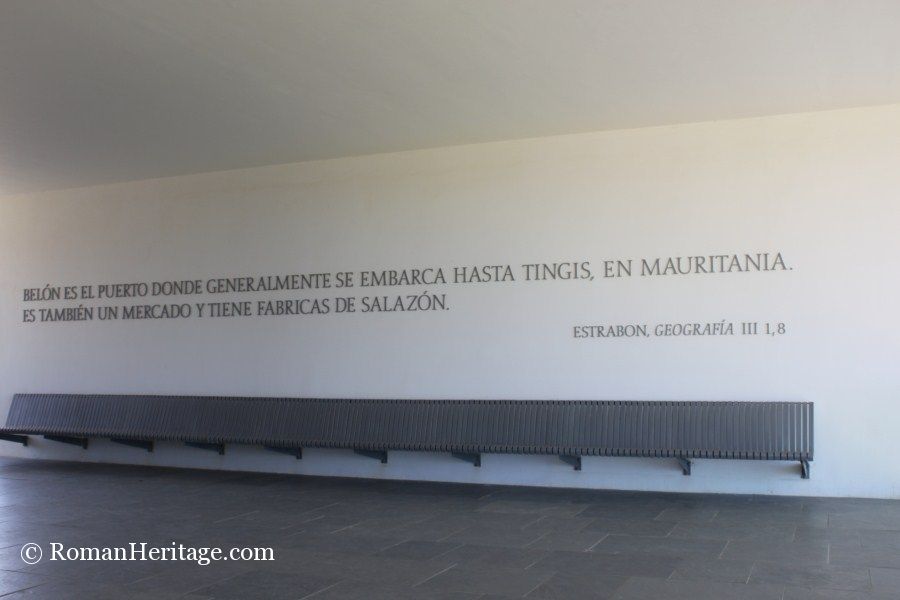 BELÓN ES EL PUERTO DONDE GENERALMENTE SE EMBARCA HASTA TINGIS, EN MAURITANIA.
ES TAMBIÉN UN MERCADO Y TIENE FABRICAS DE SALAZÓN.
ESTRABON, GEOGRAFÍA III 1,8
© RomanHeritage.com